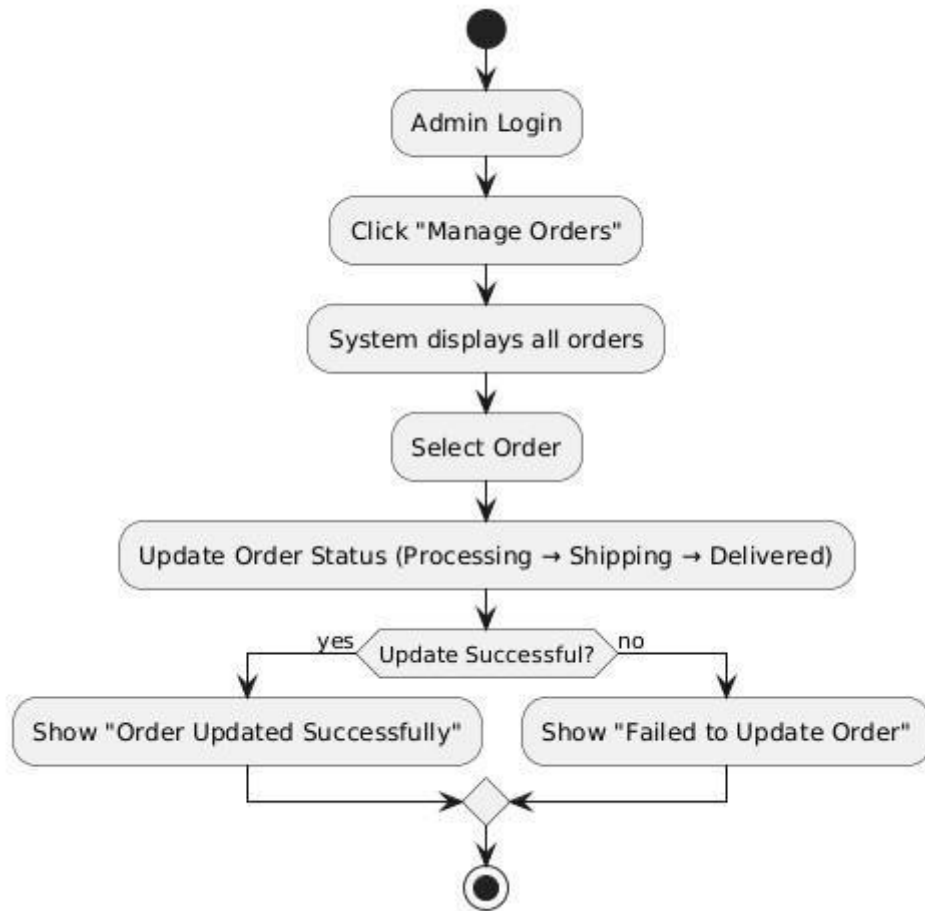 Admin Login
Click "Manage Orders"
System displays all orders
Select Order
Update Order Status (Processing → Shipping → Delivered)
yes
Update Successful?
no
Show "Order Updated Successfully"
Show "Failed to Update Order"